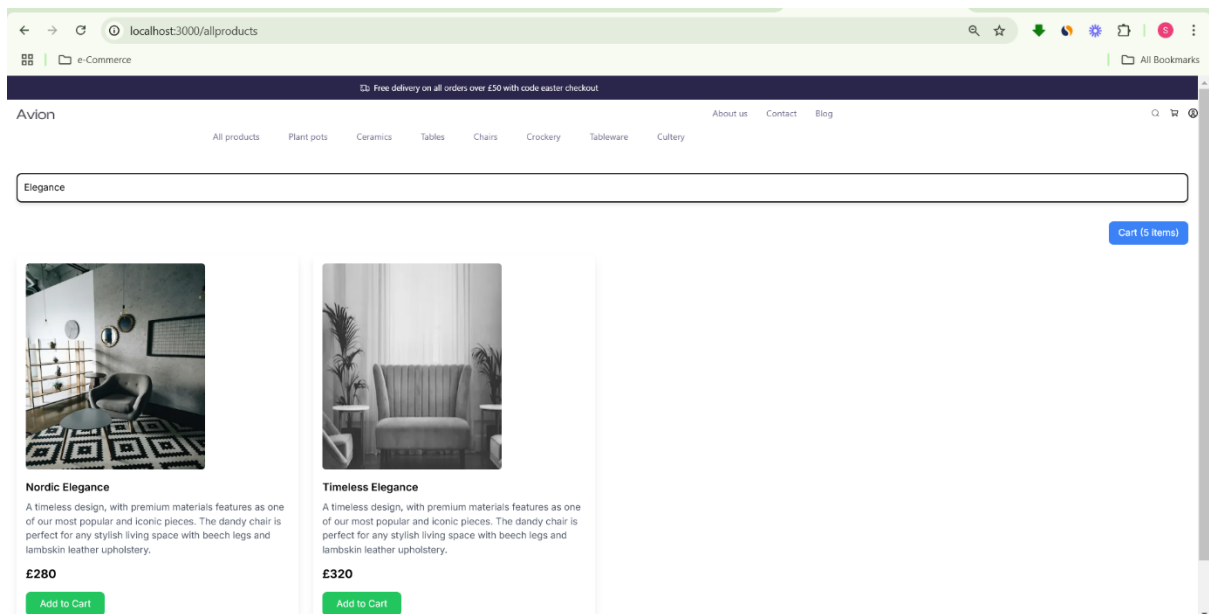 localhost:3000/allproducts
S
e-Commerce
All Bookmarks
Free delivery on all orders over £50 with code easter checkout
Avion
About us Contact Blog
All products Plant pots Ceramics Tables Chairs Crockery Tableware Cultery
Elegance
Cart (5 items)
Nordic Elegance
A timeless design, with premium materials features as one
of our most popular and iconic pieces. The dandy chair is
perfect for any stylish living space with beech legs and
lambskin leather upholstery.
£280
Add to Cart
Timeless Elegance
A timeless design, with premium materials features as one
of our most popular and iconic pieces. The dandy chair is
perfect for any stylish living space with beech legs and
lambskin leather upholstery.
£320
Add to Cart